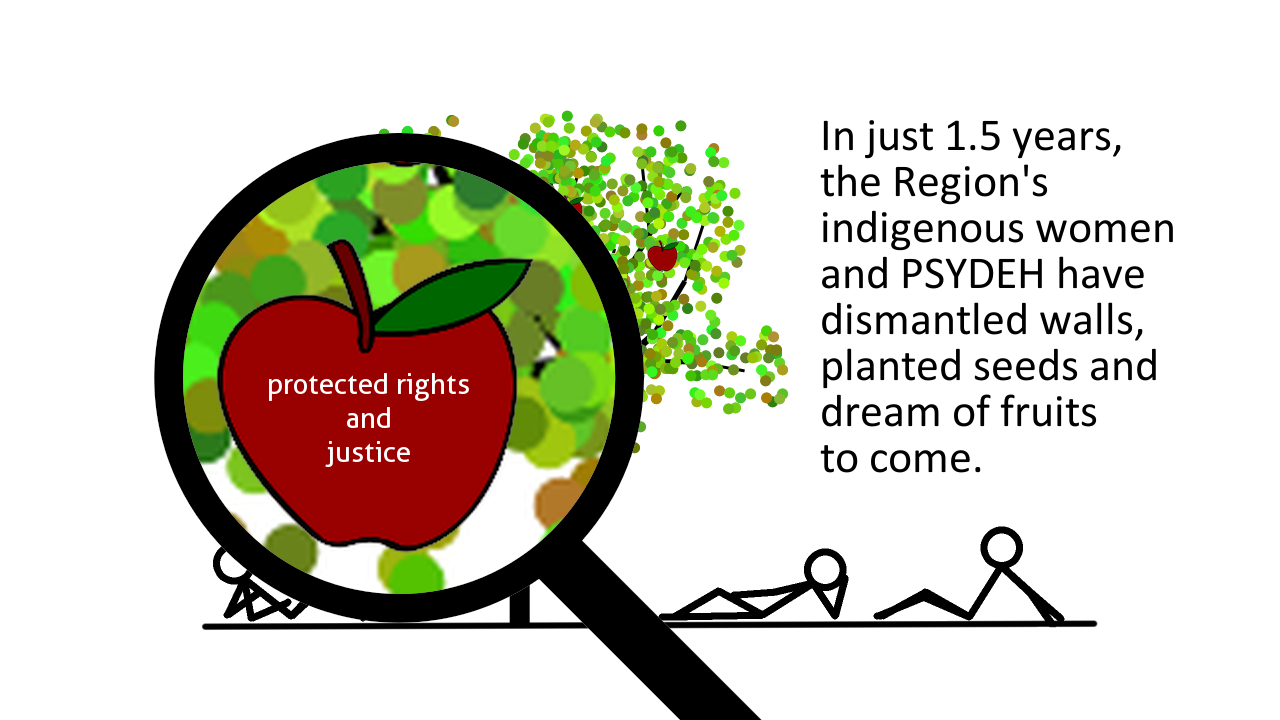 protected rights
and
justice
In just 1.5 years,
the Region's
indigenous women
and PSYDEH have
dismantled walls,
planted seeds and
dream of fruits
to come.